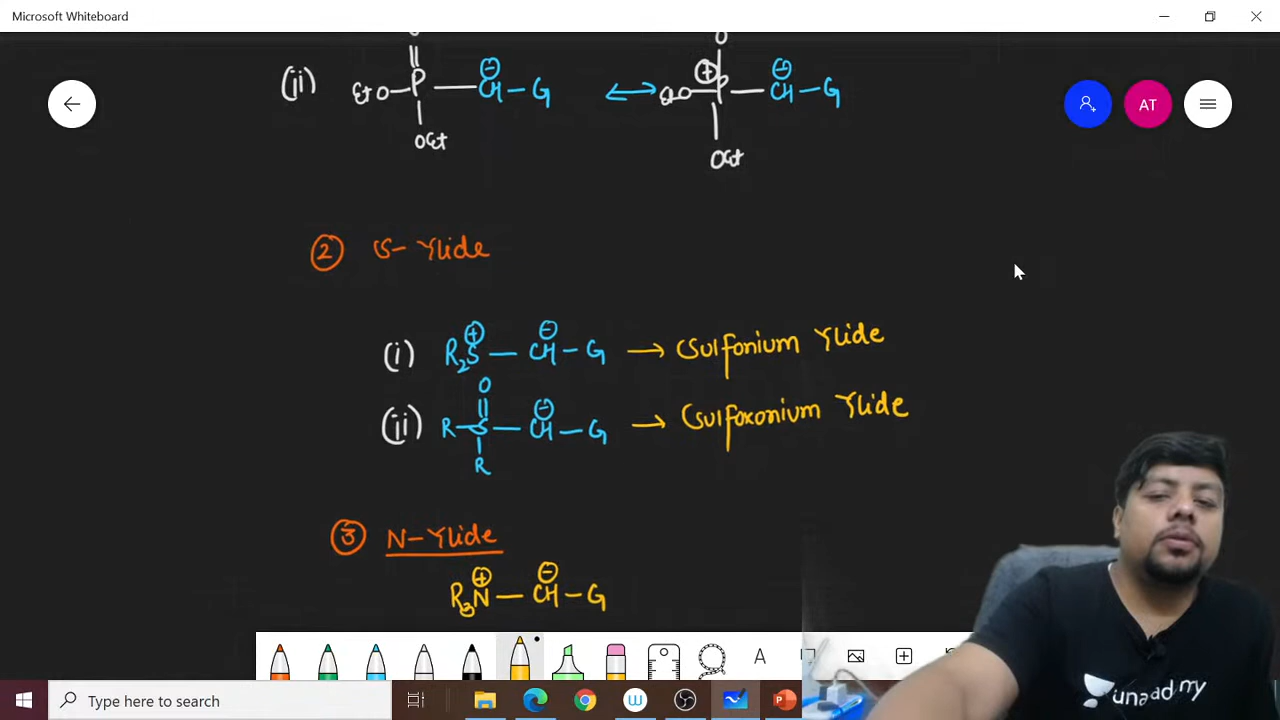 Microsoft Whiteboard
(ii) EtO-P-CH-G ↔ EtO-P-CH-G
OEt OEt
AT
② S-Ylide
(i) R₂S⊕-CH⊖-G → Sulfonium Ylide
O
(ii) R-S-CH⊖-G → Sulfoxonium Ylide
R
③ N-Ylide
R₃N⊕-CH⊖-G
A
unacademy
Type here to search